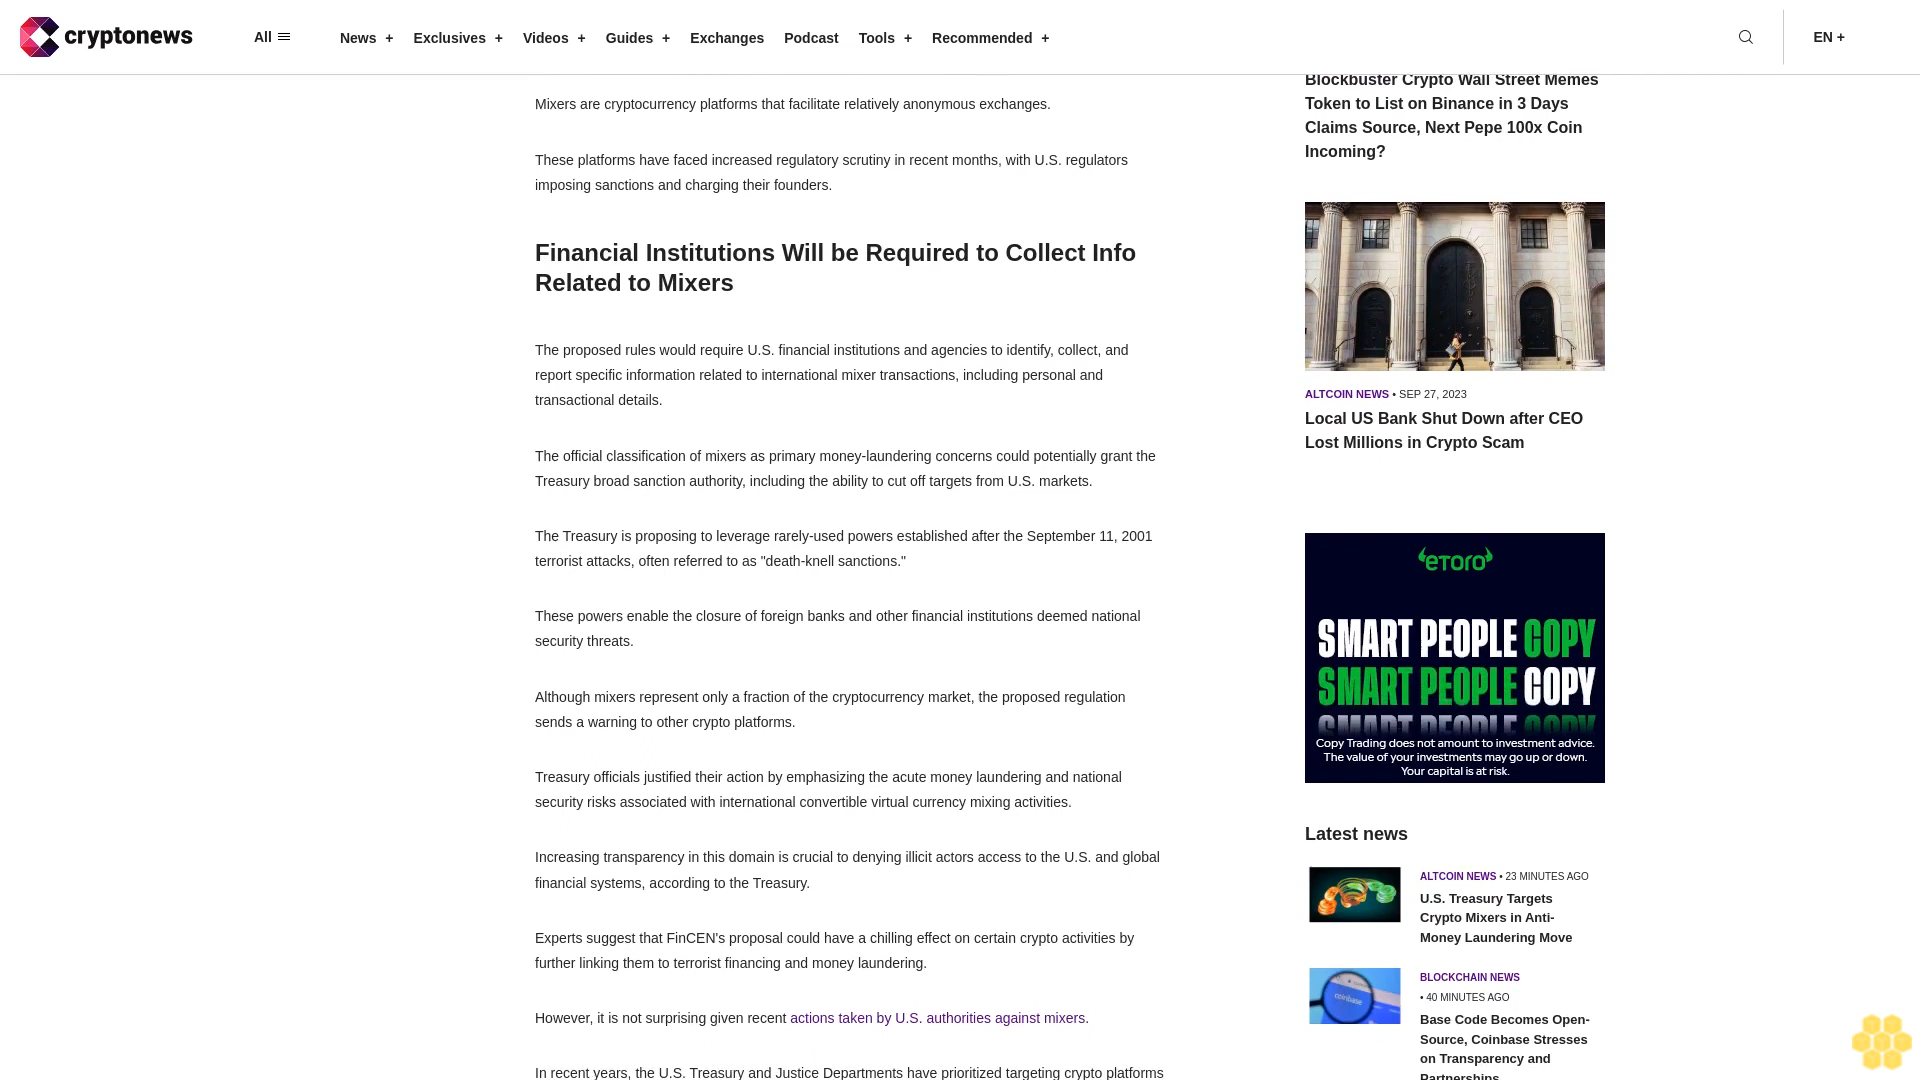 cryptonews
All
News +
Exclusives +
Videos +
Guides +
Exchanges
Podcast
Tools +
Recommended +
EN +
Mixers are cryptocurrency platforms that facilitate relatively anonymous exchanges.
These platforms have faced increased regulatory scrutiny in recent months, with U.S. regulators
imposing sanctions and charging their founders.
Financial Institutions Will be Required to Collect Info
Related to Mixers
The proposed rules would require U.S. financial institutions and agencies to identify, collect, and
report specific information related to international mixer transactions, including personal and
transactional details.
The official classification of mixers as primary money-laundering concerns could potentially grant the
Treasury broad sanction authority, including the ability to cut off targets from U.S. markets.
The Treasury is proposing to leverage rarely-used powers established after the September 11, 2001
terrorist attacks, often referred to as "death-knell sanctions."
These powers enable the closure of foreign banks and other financial institutions deemed national
security threats.
Although mixers represent only a fraction of the cryptocurrency market, the proposed regulation
sends a warning to other crypto platforms.
Treasury officials justified their action by emphasizing the acute money laundering and national
security risks associated with international convertible virtual currency mixing activities.
Increasing transparency in this domain is crucial to denying illicit actors access to the U.S. and global
financial systems, according to the Treasury.
Experts suggest that FinCEN's proposal could have a chilling effect on certain crypto activities by
further linking them to terrorist financing and money laundering.
However, it is not surprising given recent actions taken by U.S. authorities against mixers.
In recent years, the U.S. Treasury and Justice Departments have prioritized targeting crypto platforms
Blockbuster Crypto Wall Street Memes
Token to List on Binance in 3 Days
Claims Source, Next Pepe 100x Coin
Incoming?
ALTCOIN NEWS • SEP 27, 2023
Local US Bank Shut Down after CEO
Lost Millions in Crypto Scam
eToro
SMART PEOPLE COPY
SMART PEOPLE COPY
SMART PEOPLE COPY
Copy Trading does not amount to investment advice.
The value of your investments may go up or down.
Your capital is at risk.
Latest news
ALTCOIN NEWS • 23 MINUTES AGO
U.S. Treasury Targets
Crypto Mixers in Anti-
Money Laundering Move
coinbase
BLOCKCHAIN NEWS
• 40 MINUTES AGO
Base Code Becomes Open-
Source, Coinbase Stresses
on Transparency and
Partnerships